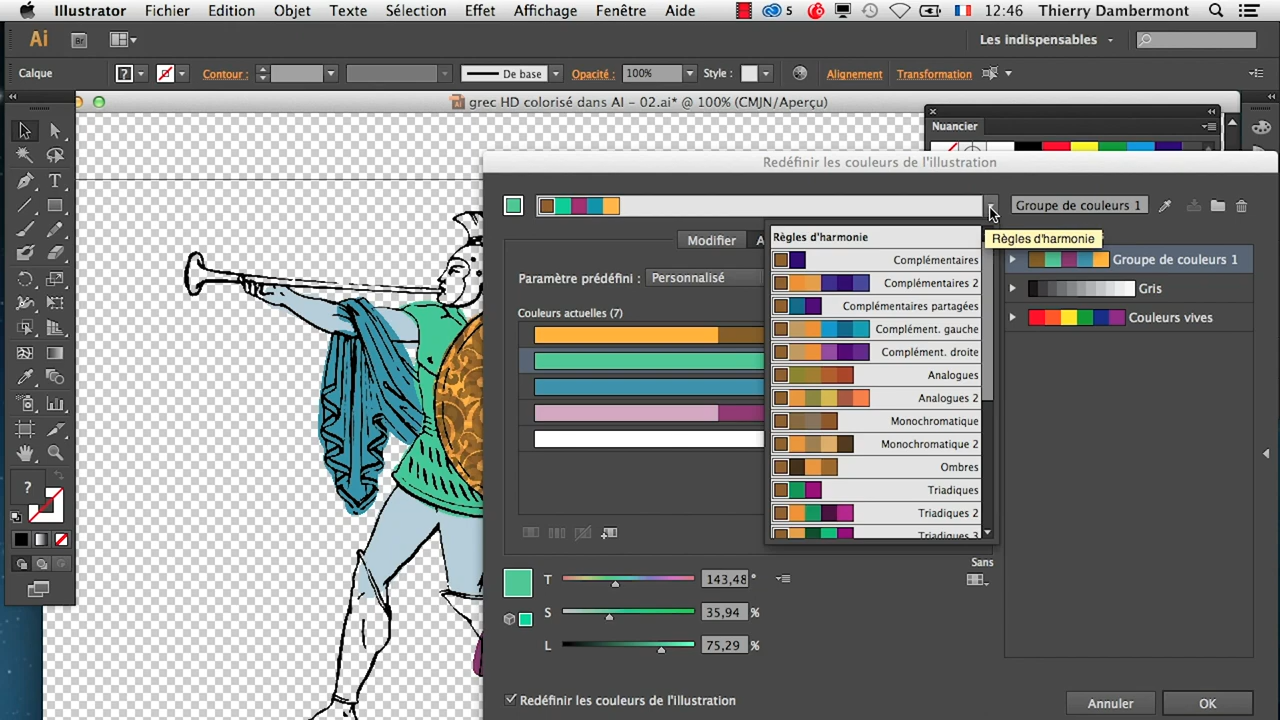 Illustrator Fichier Edition Objet Texte Sélection Effet Affichage Fenêtre Aide 5 12:46 Thierry Dambermont
Ai Br Les indispensables
Calque ? Contour : De base Opacité : 100% Style : Alignement Transformation
grec HD colorisé dans AI - 02.ai* @ 100% (CMJN/Aperçu)
Nuancier
Redéfinir les couleurs de l'illustration
Groupe de couleurs 1
Modifier A
Règles d'harmonie
Règles d'harmonie
Complémentaires
Groupe de couleurs 1
Paramètre prédéfini : Personnalisé
Complémentaires 2
Gris
Complémentaires partagées
Couleurs actuelles (7)
Couleurs vives
Complément. gauche
Complément. droite
Analogues
Analogues 2
Monochromatique
Monochromatique 2
Ombres
Triadiques
Triadiques 2
Triadiques 3
?
Sans
T 143,48 °
S 35,94 %
L 75,29 %
Redéfinir les couleurs de l'illustration
Annuler OK